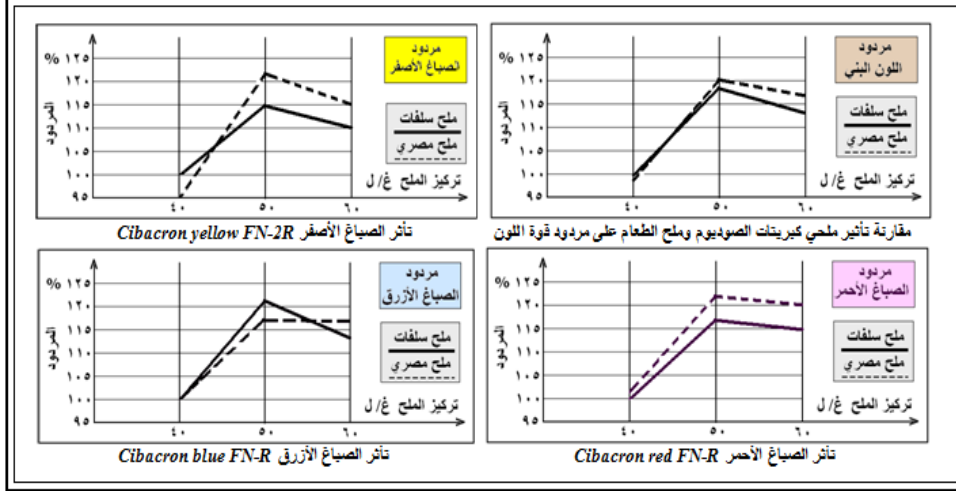 مردود
اللون البني
ملح سلفات
ملح مصري
% ١٢٥
١٢٠
١١٥
١١٠
١٠٥
١٠٠
٩٥
المردود
تركيز الملح غ/ ل
٤٠ ٥٠ ٦٠
مقارنة تأثير ملحي كبريتات الصوديوم وملح الطعام على مردود قوة اللون
مردود
الصباغ الأصفر
ملح سلفات
ملح مصري
% ١٢٥
١٢٠
١١٥
١١٠
١٠٥
١٠٠
٩٥
المردود
تركيز الملح غ/ ل
٤٠ ٥٠ ٦٠
تأثر الصباغ الأصفر Cibacron yellow FN-2R
مردود
الصباغ الأحمر
ملح سلفات
ملح مصري
% ١٢٥
١٢٠
١١٥
١١٠
١٠٥
١٠٠
٩٥
المردود
تركيز الملح غ/ ل
٤٠ ٥٠ ٦٠
تأثر الصباغ الأحمر Cibacron red FN-R
مردود
الصباغ الأزرق
ملح سلفات
ملح مصري
% ١٢٥
١٢٠
١١٥
١١٠
١٠٥
١٠٠
٩٥
المردود
تركيز الملح غ/ ل
٤٠ ٥٠ ٦٠
تأثر الصباغ الأزرق Cibacron blue FN-R